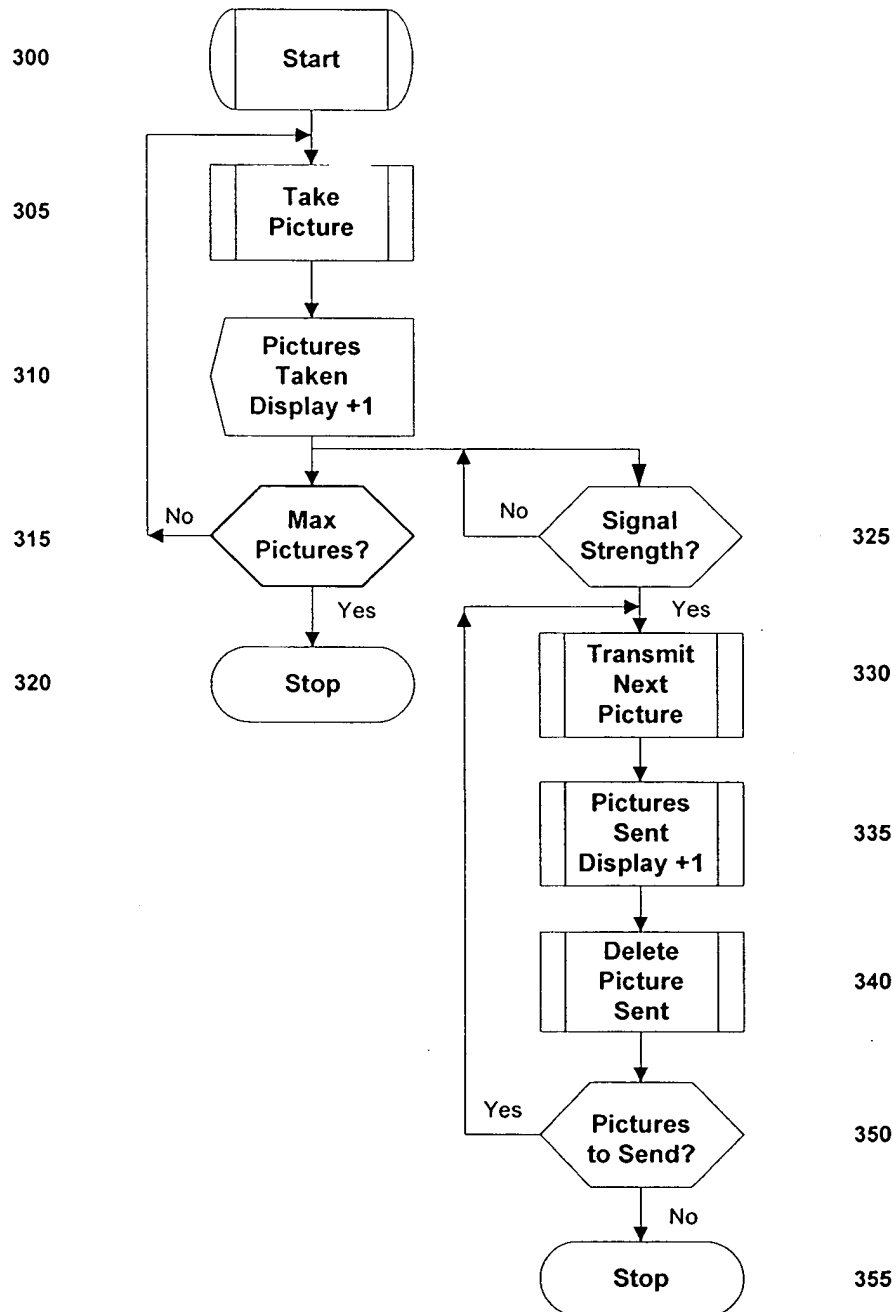 300
Start
305
Take
Picture
310
Pictures
Taken
Display +1
315
No
Max
Pictures?
Yes
320
Stop
No
Signal
Strength?
325
Yes
Transmit
Next
Picture
330
Pictures
Sent
Display +1
335
Delete
Picture
Sent
340
Yes
Pictures
to Send?
350
No
Stop
355